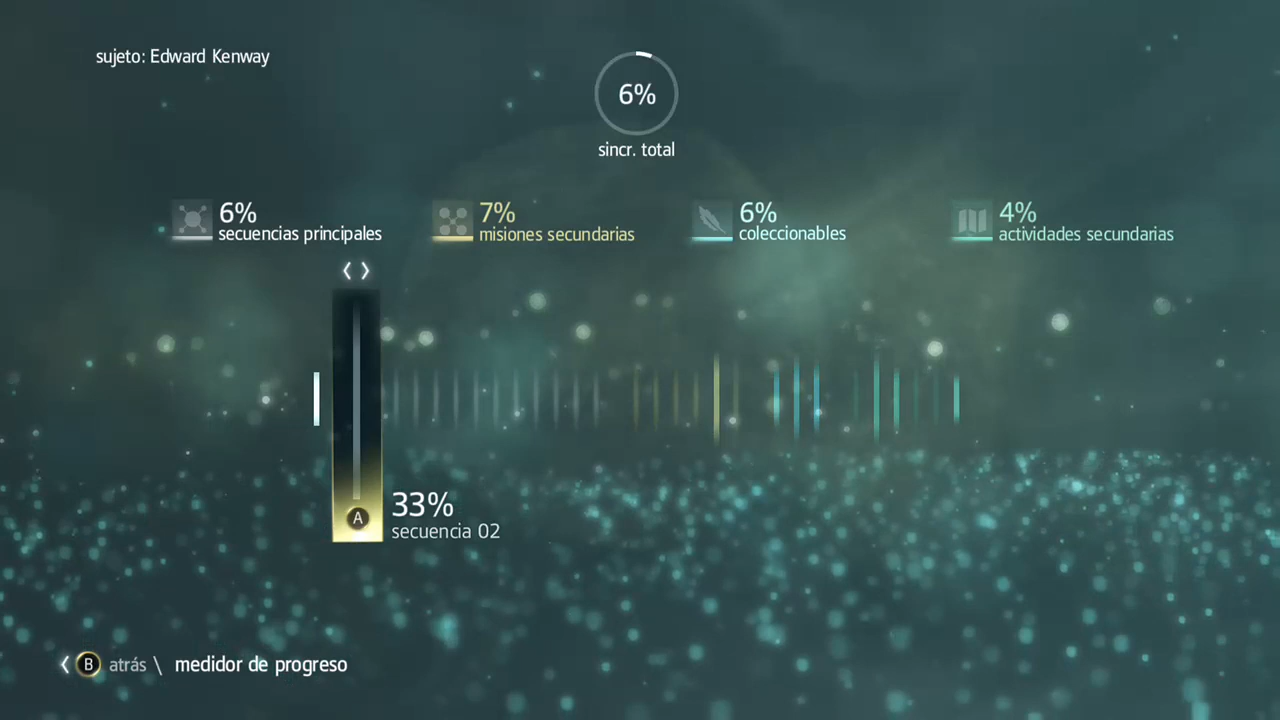 sujeto: Edward Kenway
6%
sincr. total
6%
secuencias principales
7%
misiones secundarias
6%
coleccionables
4%
actividades secundarias
A
33%
secuencia 02
B atrás \ medidor de progreso